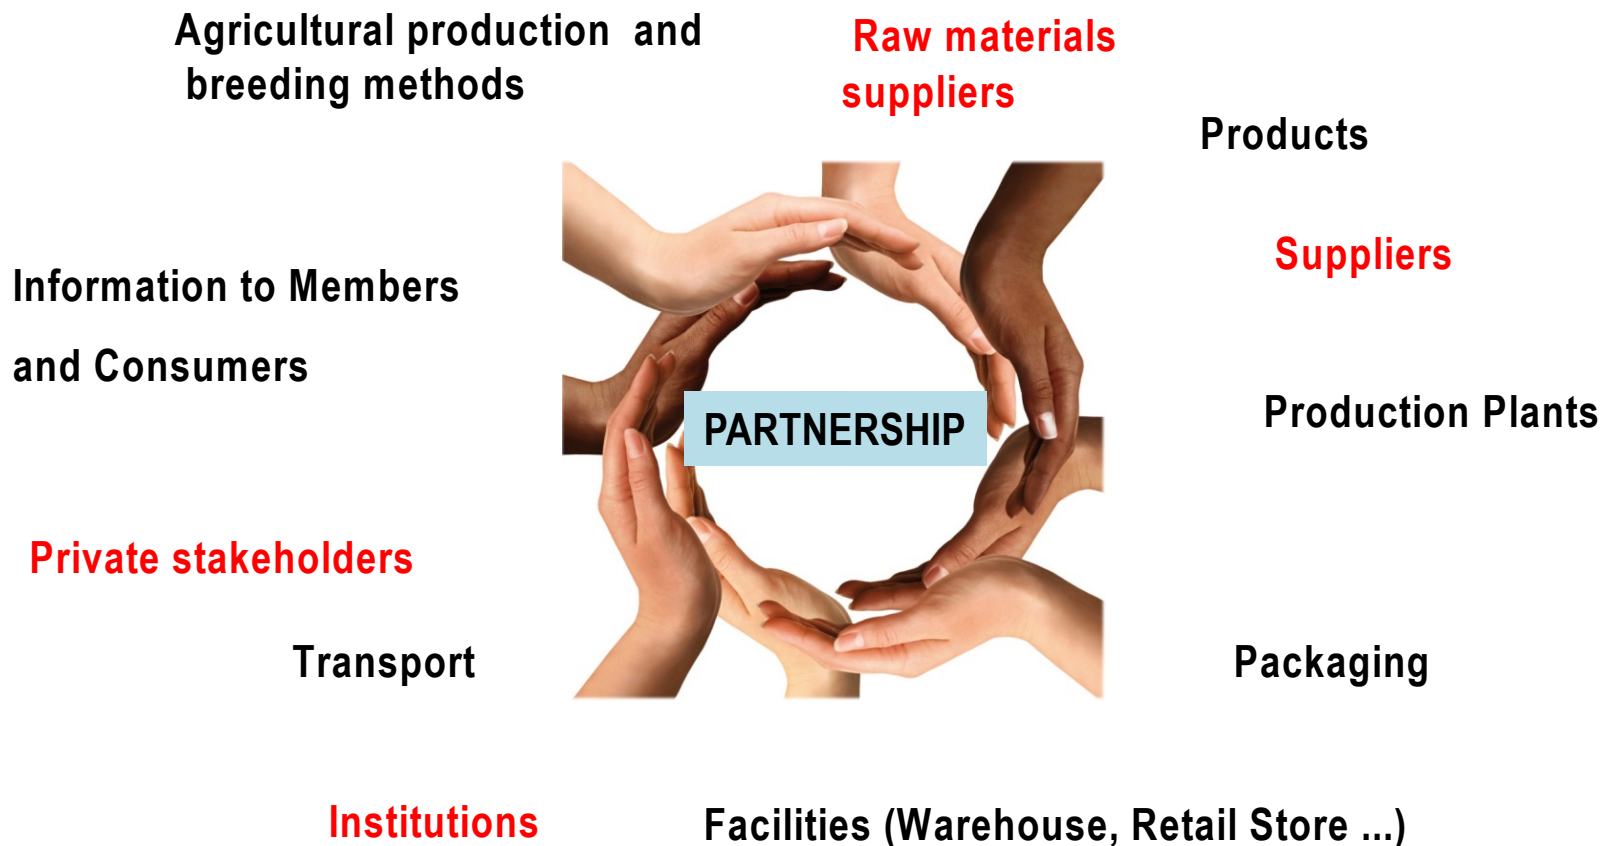 Agricultural production and
breeding methods
Raw materials
suppliers
Products
Suppliers
Information to Members
and Consumers
PARTNERSHIP
Production Plants
Private stakeholders
Transport
Packaging
Institutions
Facilities (Warehouse, Retail Store ...)